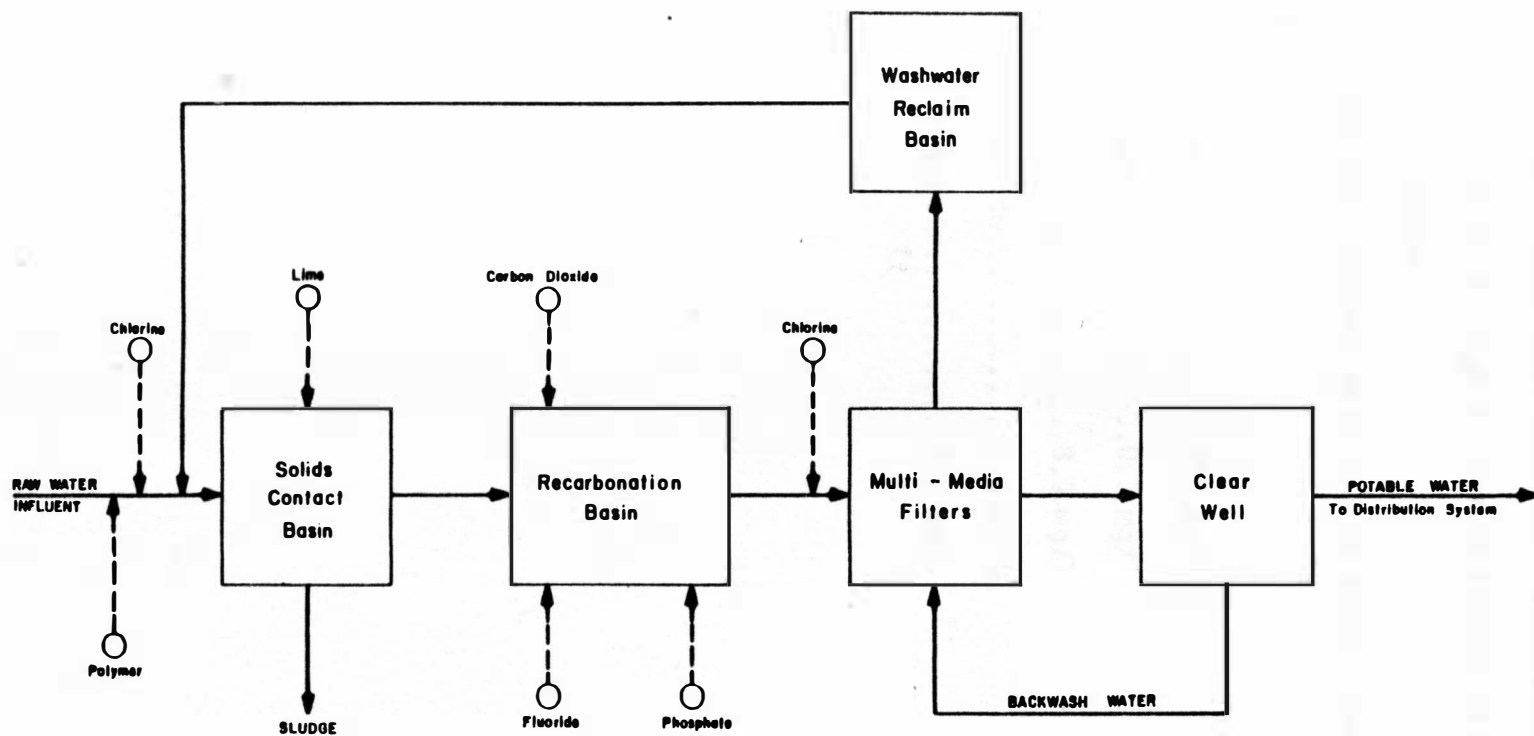 Washwater
Reclaim
Basin
Lime
Carbon Dioxide
Chlorine
Chlorine
RAW WATER
INFLUENT
Solids
Contact
Basin
Recarbonation
Basin
Multi - Media
Filters
Clear
Well
POTABLE WATER
To Distribution System
Polymer
SLUDGE
Fluoride
Phosphate
BACKWASH WATER